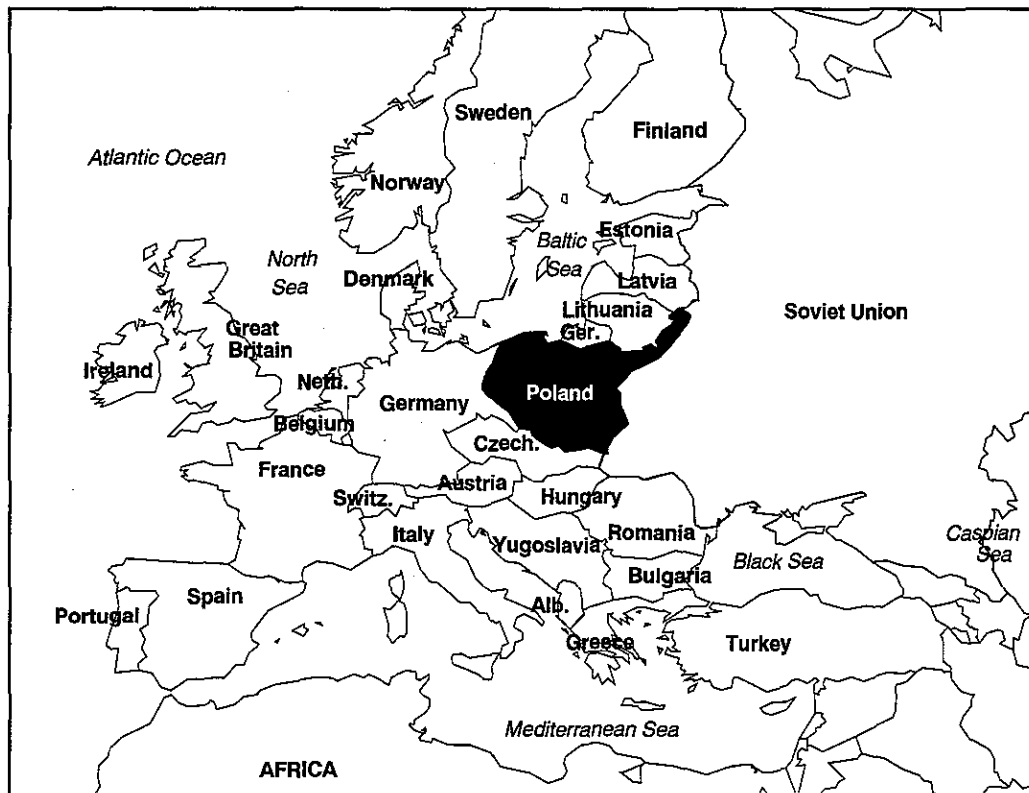 Sweden
Finland
Atlantic Ocean
Norway
Estonia
Baltic
Sea
North
Sea
Denmark
Latvia
Lithuania
Soviet Union
Great
Britain
Ger.
Ireland
Neth.
Germany
Poland
Belgium
Czech.
France
Austria
Switz.
Hungary
Italy
Yugoslavia
Romania
Caspian
Sea
Black Sea
Bulgaria
Spain
Portugal
Alb.
Greece
Turkey
Mediterranean Sea
AFRICA